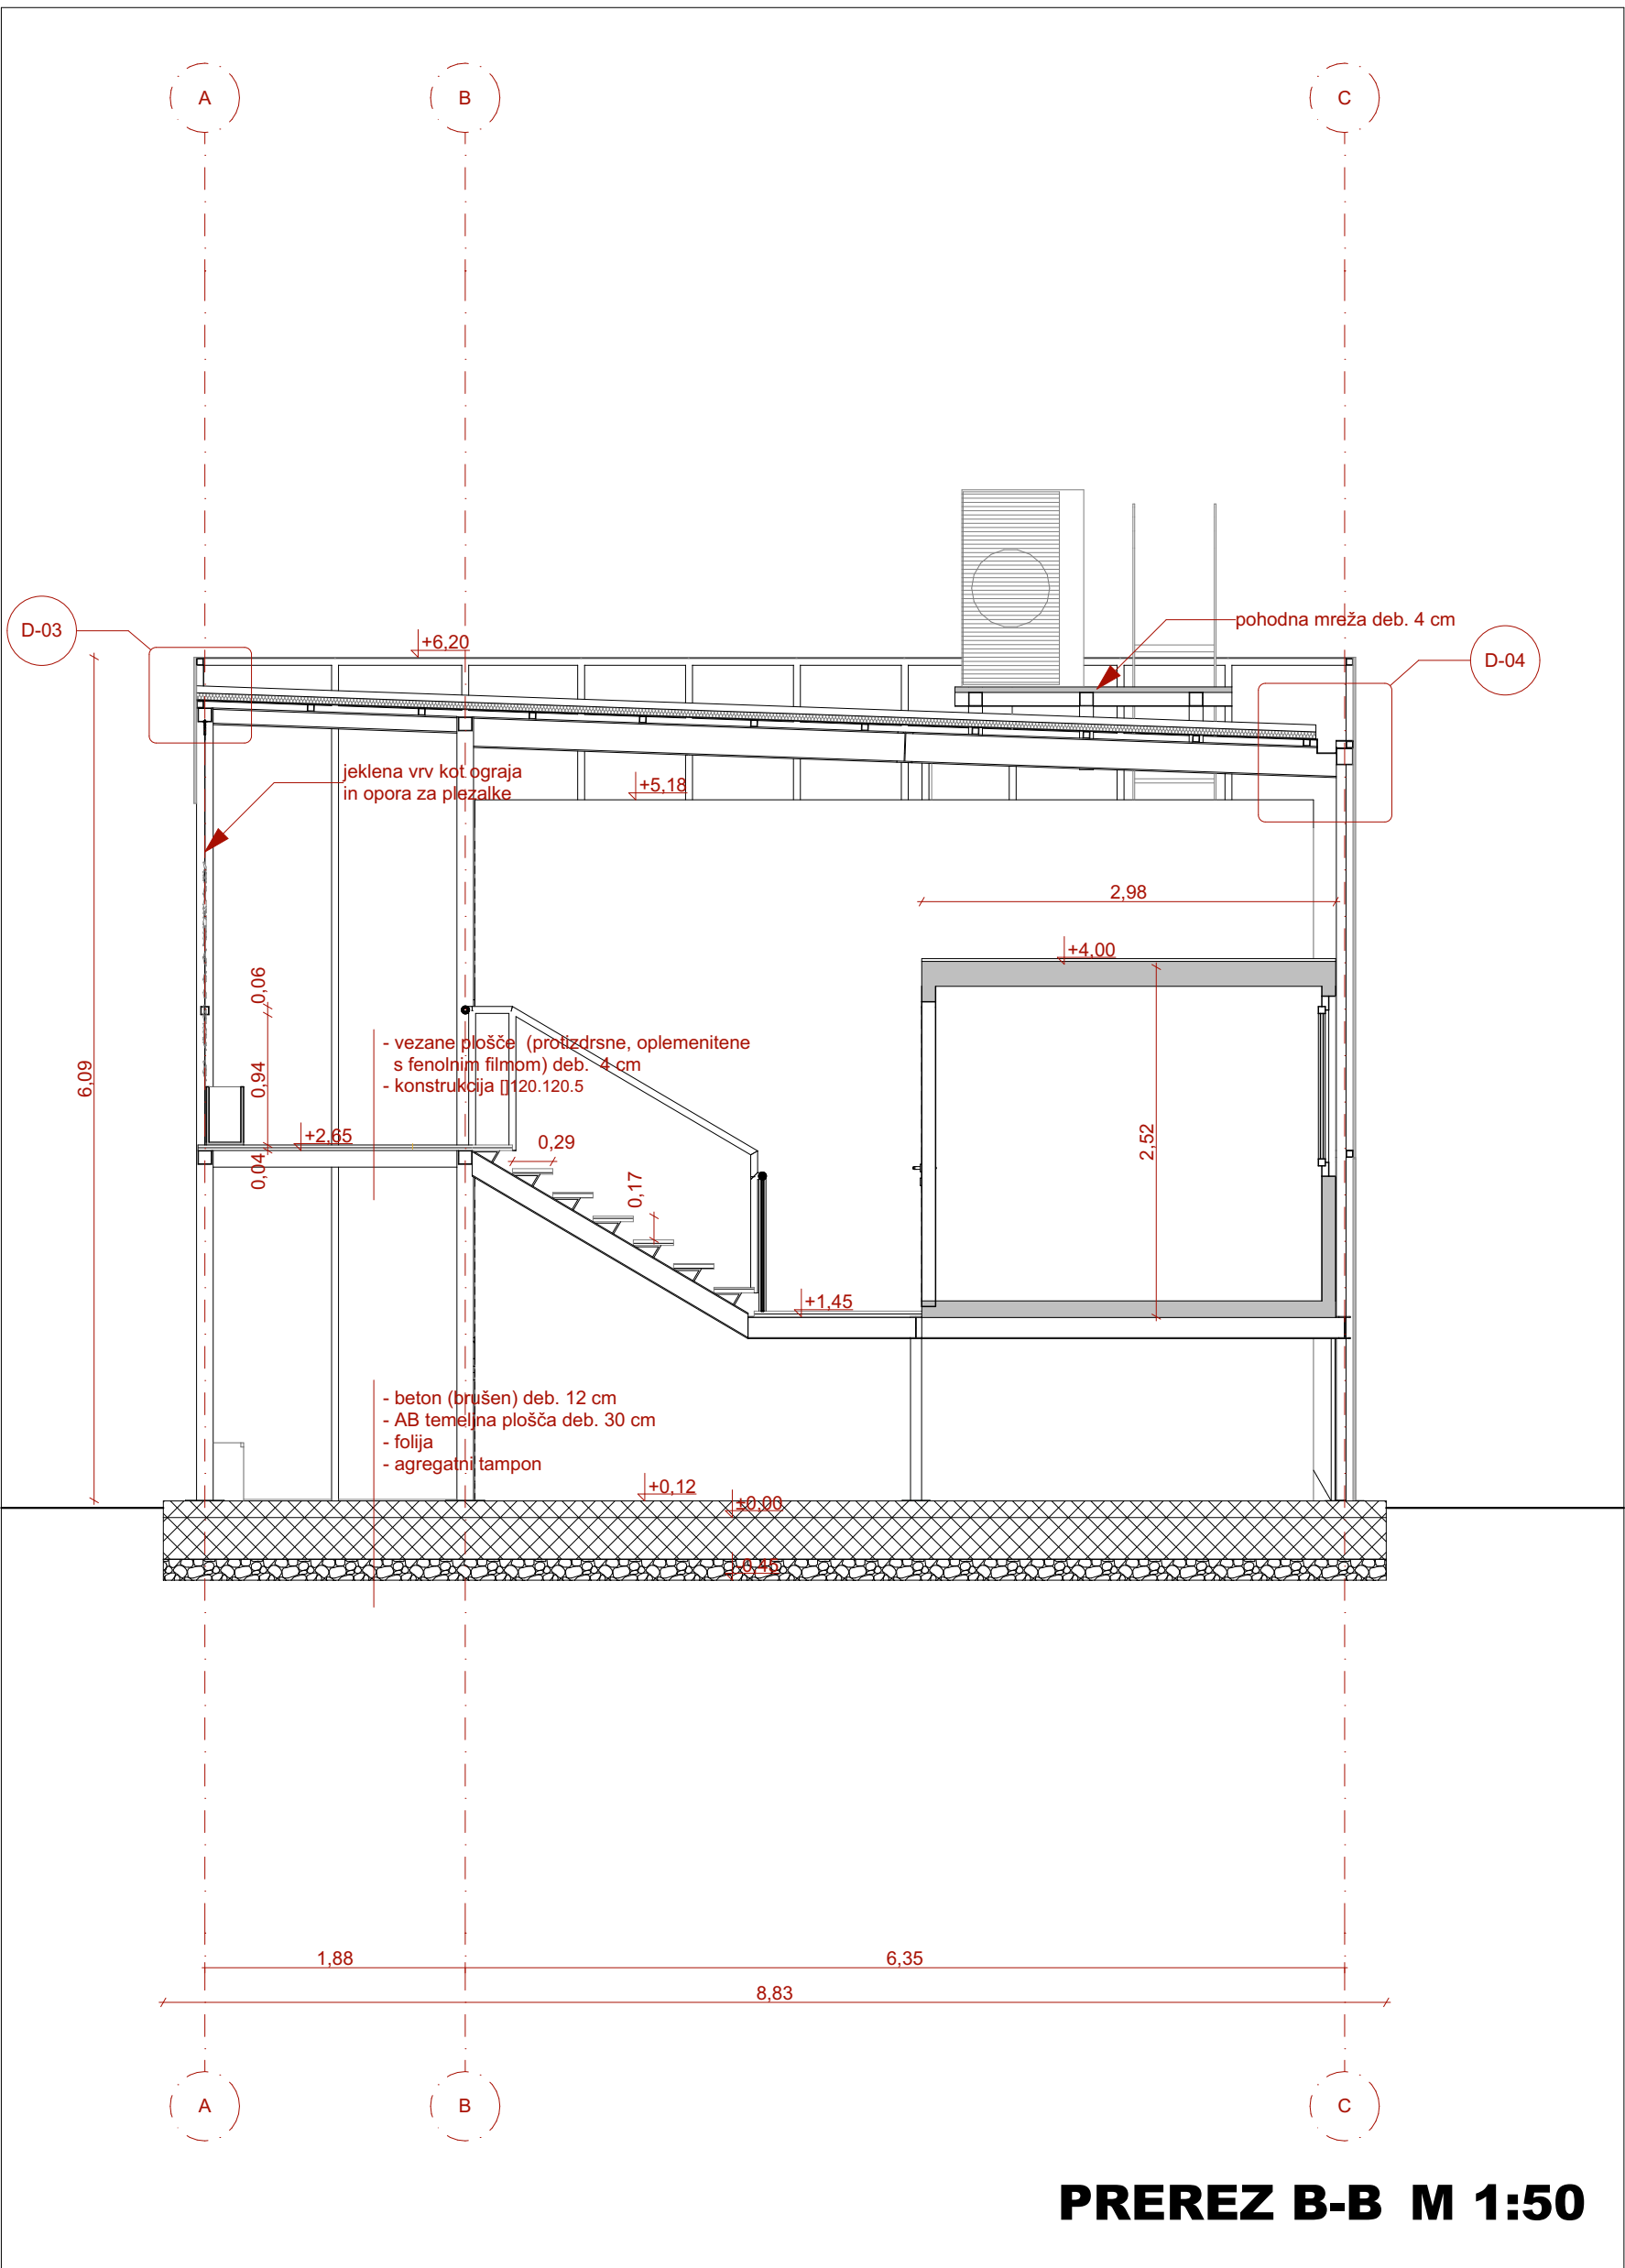 A
B
C
D-03
+6,20
pohodna mreža deb. 4 cm
D-04
jeklena vrv kot ograja
in opora za plezalke
+5,18
2,98
+4,00
0,06
- vezane plošče (protizdrsne, oplemenitene
s fenolnim filmom) deb. 4 cm
- konstrukcija []120.120.5
0,94
6,09
+2,65
0,29
2,52
0,04
0,17
+1,45
- beton (brušen) deb. 12 cm
- AB temeljna plošča deb. 30 cm
- folija
- agregatni tampon
+0,12
±0,00
-0,45
1,88
6,35
8,83
A
B
C
PREREZ B-B M 1:50